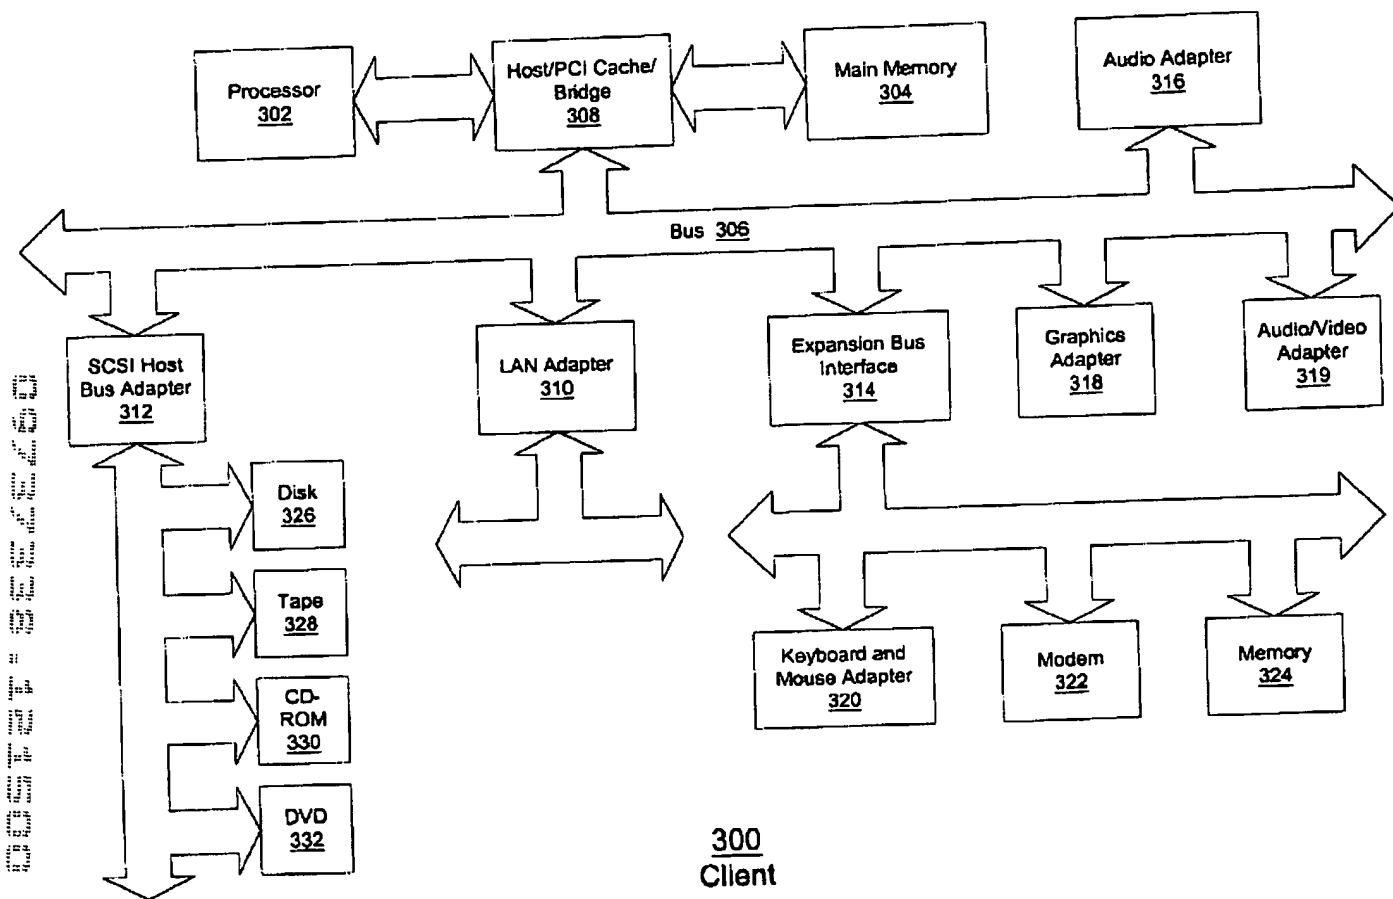 Processor
302
Host/PCI Cache/
Bridge
308
Main Memory
304
Audio Adapter
316
Bus 306
SCSI Host
Bus Adapter
312
LAN Adapter
310
Expansion Bus
Interface
314
Graphics
Adapter
318
Audio/Video
Adapter
319
Disk
326
Tape
328
CD-
ROM
330
DVD
332
Keyboard and
Mouse Adapter
320
Modem
322
Memory
324
300
Client